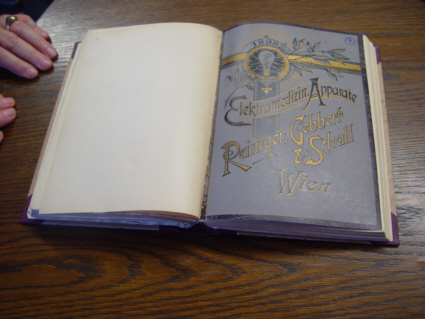 Elektromedizin. Apparate
Reiniger, Gebbert
& Schall
Wien